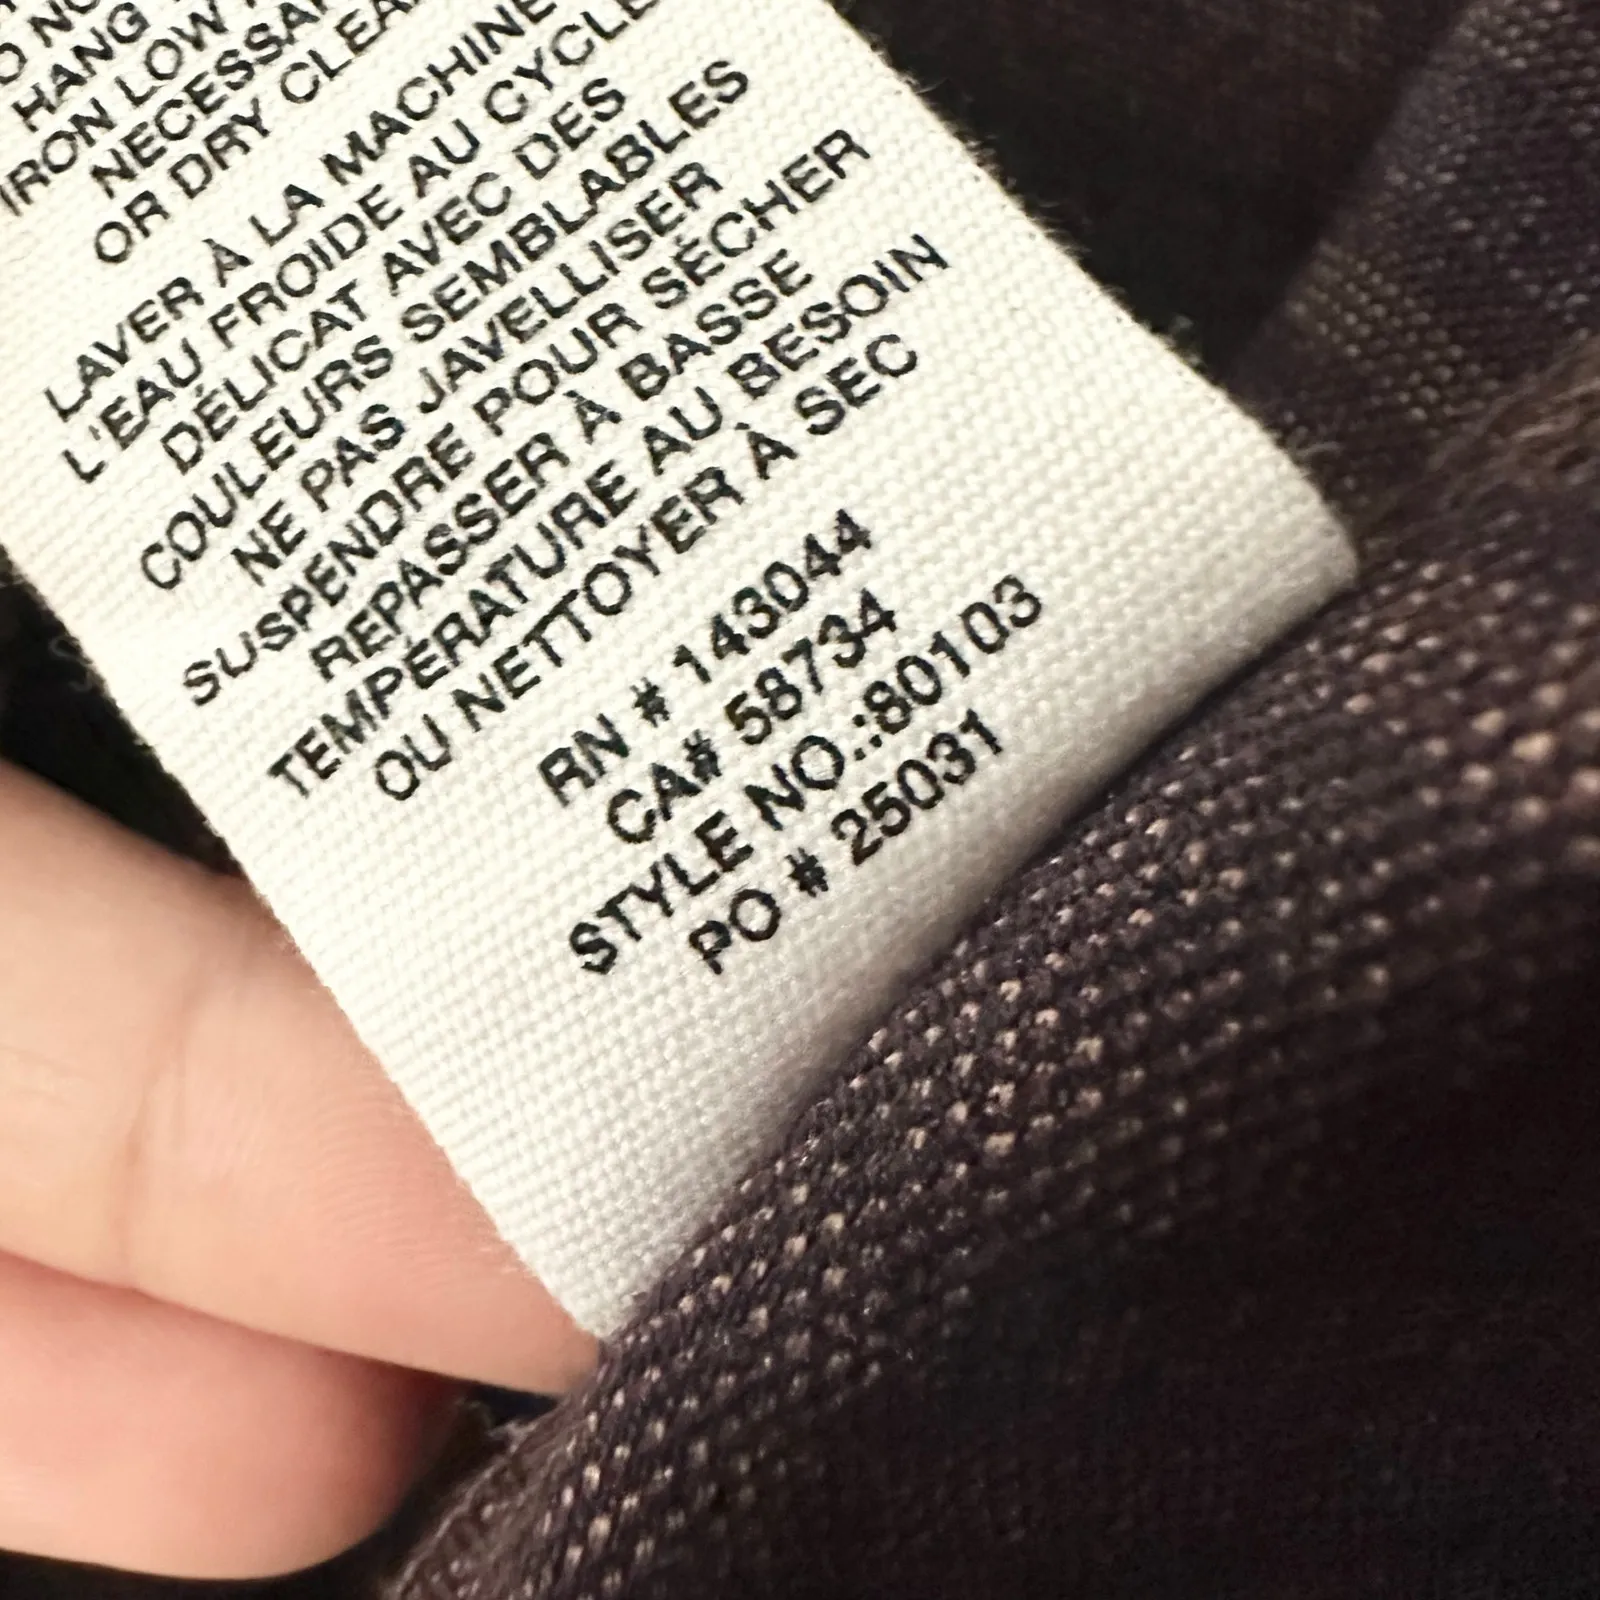 HANG
IRON LOW
NECESSAR
OR DRY CLEA
LAVER À LA MACHINE
L'EAU FROIDE AU CYCLE
DÉLICAT AVEC DES
COULEURS SEMBLABLES
NE PAS JAVELLISER
SUSPENDRE POUR SÉCHER
REPASSER À BASSE
TEMPÉRATURE AU BESOIN
OU NETTOYER À SEC
RN # 143044
CA# 58734
STYLE NO.:80103
PO # 25031